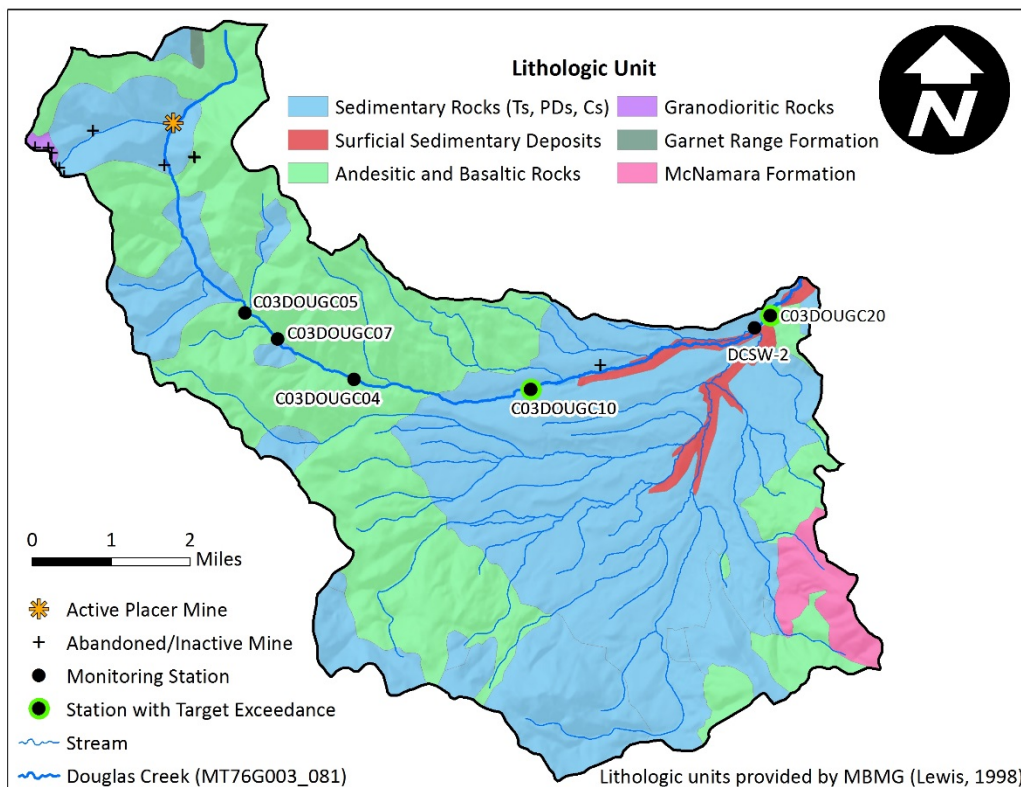 Lithologic Unit
Sedimentary Rocks (Ts, PDs, Cs)
Surficial Sedimentary Deposits
Andesitic and Basaltic Rocks
Granodioritic Rocks
Garnet Range Formation
McNamara Formation
N
C03DOUGC05
C03DOUGC07
C03DOUGC04
C03DOUGC10
C03DOUGC20
DCSW-2
0 1 2
Miles
Active Placer Mine
Abandoned/Inactive Mine
Monitoring Station
Station with Target Exceedance
Stream
Douglas Creek (MT76G003_081)
Lithologic units provided by MBMG (Lewis, 1998)